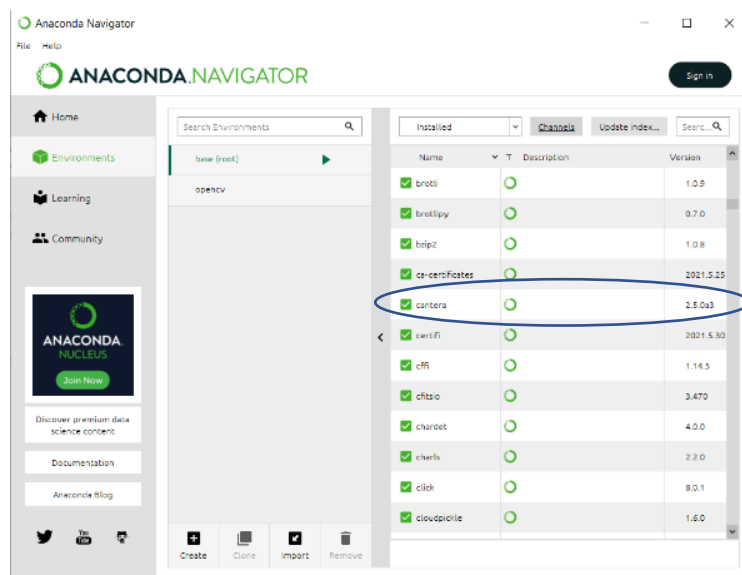 Anaconda Navigator
File Help
ANACONDA.NAVIGATOR
Sign in
Home
Environments
Learning
Community
ANACONDA.
NUCLEUS
Join Now
Discover premium data
science content
Documentation
Anaconda Blog
You
Tube
Search Environments
base (root)
opencv
Create Clone Import Remove
Installed Channels Update index... Searc...
Name T Description Version
brotli 1.0.9
brotlipy 0.7.0
bzip2 1.0.8
ca-certificates 2021.5.25
cantera 2.5.0a3
certifi 2021.5.30
cffi 1.14.5
cfitsio 3.470
chardet 4.0.0
charls 2.2.0
click 8.0.1
cloudpickle 1.6.0